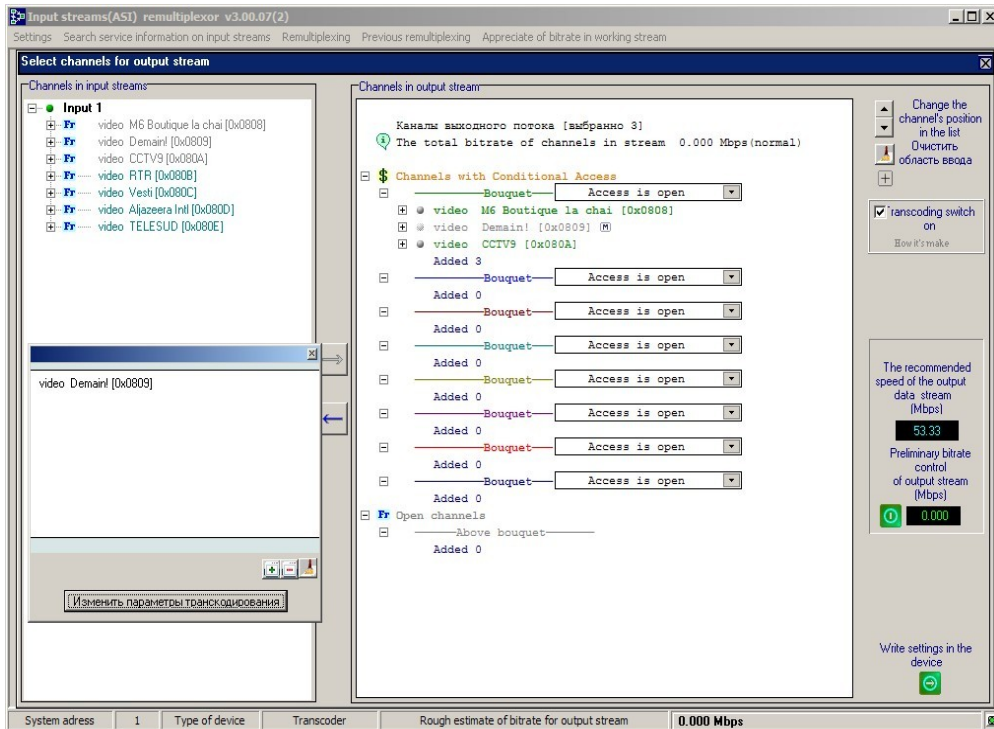 Input streams(ASI) remultiplexor v3.00.07(2)
Settings Search service information on input streams Remultiplexing Previous remultiplexing Appreciate of bitrate in working stream
Select channels for output stream
Channels in input streams
Input 1
Fr video M6 Boutique la chai [0x0808]
Fr video Demain! [0x0809]
Fr video CCTV9 [0x080A]
Fr video RTR [0x080B]
Fr video Vesti [0x080C]
Fr video Aljazeera Intl [0x080D]
Fr video TELESUD [0x080E]
video Demain! [0x0809]
Изменить параметры транскодирования
Channels in output stream
Каналы выходного потока [выбранно 3]
The total bitrate of channels in stream 0.000 Mbps(normal)
$ Channels with Conditional Access
Bouquet Access is open
video M6 Boutique la chai [0x0808]
video Demain! [0x0809] M
video CCTV9 [0x080A]
Added 3
Bouquet Access is open
Added 0
Bouquet Access is open
Added 0
Bouquet Access is open
Added 0
Bouquet Access is open
Added 0
Bouquet Access is open
Added 0
Bouquet Access is open
Added 0
Bouquet Access is open
Added 0
Fr Open channels
Above bouquet
Added 0
Change the
channel's position
in the list
Очистить
область ввода
Transcoding switch
on
How it's make
The recommended
speed of the output
data stream
(Mbps)
53.33
Preliminary bitrate
control
of output stream
(Mbps)
0.000
Write settings in the
device
System adress 1 Type of device Transcoder Rough estimate of bitrate for output stream 0.000 Mbps